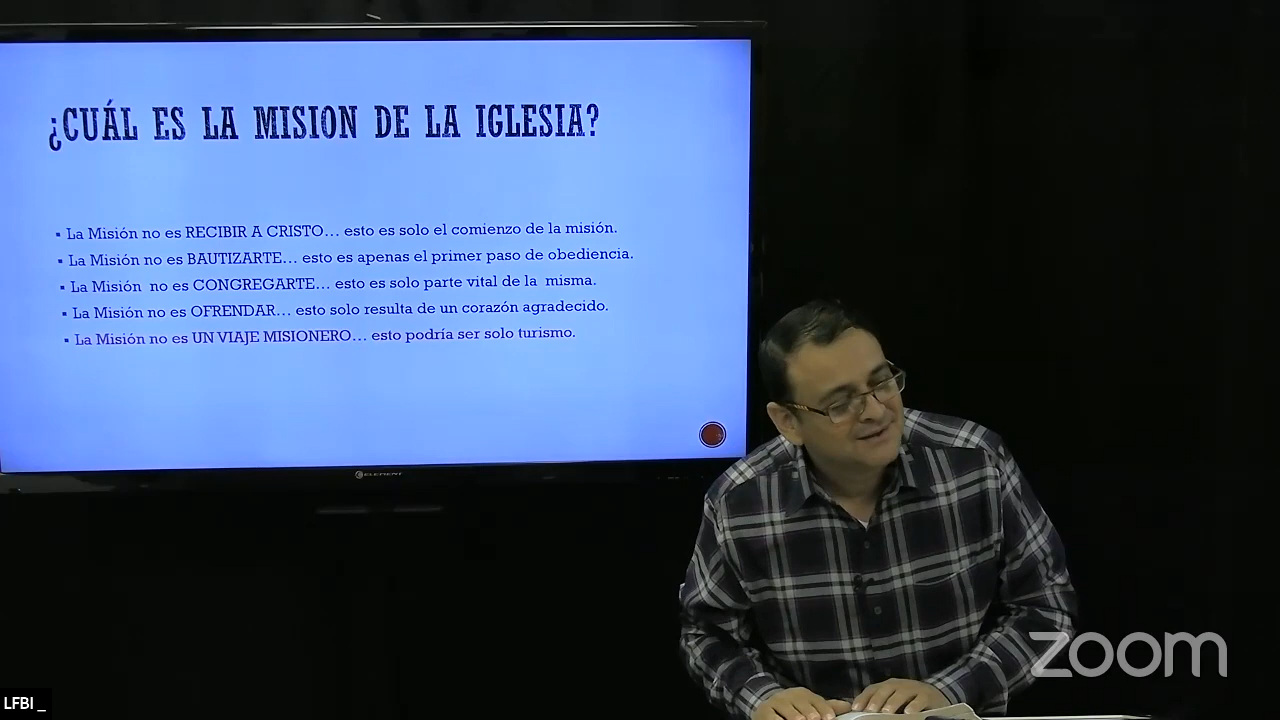 ¿CUÁL ES LA MISION DE LA IGLESIA?
▪ La Misión no es RECIBIR A CRISTO... esto es solo el comienzo de la misión.
▪ La Misión no es BAUTIZARTE... esto es apenas el primer paso de obediencia.
▪ La Misión no es CONGREGARTE... esto es solo parte vital de la misma.
▪ La Misión no es OFRENDAR... esto solo resulta de un corazón agradecido.
▪ La Misión no es UN VIAJE MISIONERO... esto podría ser solo turismo.
ELEMENT
zoom
LFBI _